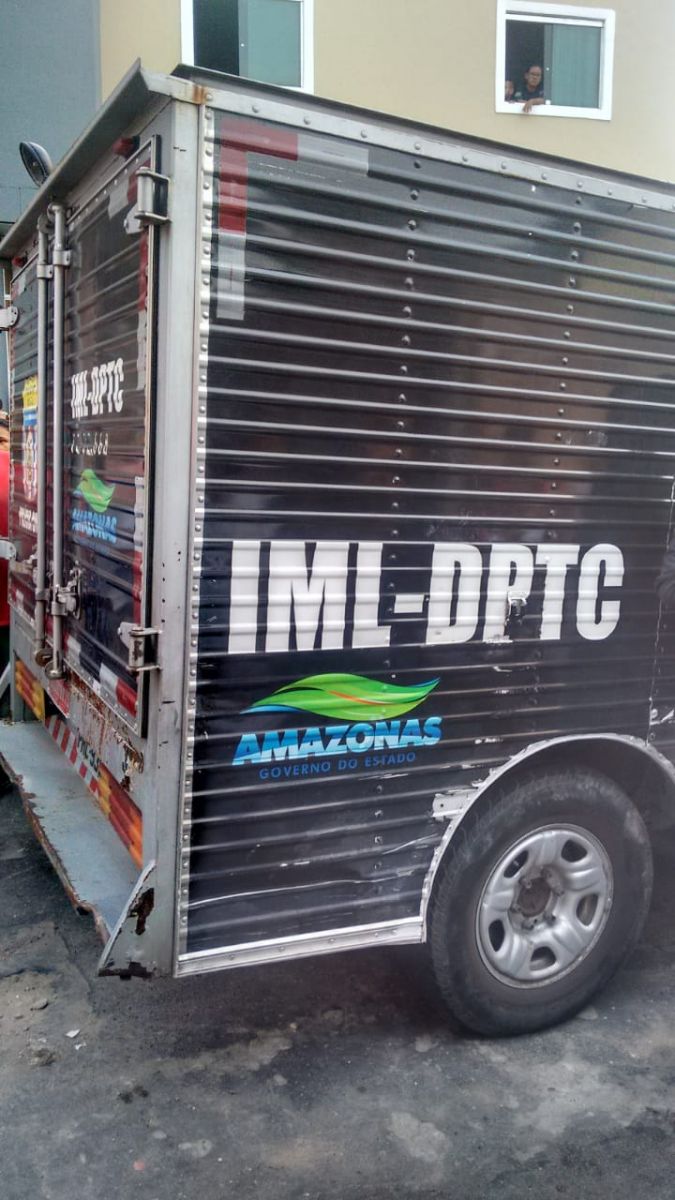 IML-DPTC
AMAZONAS
IML-DPTC
AMAZONAS
GOVERNO DO ESTADO